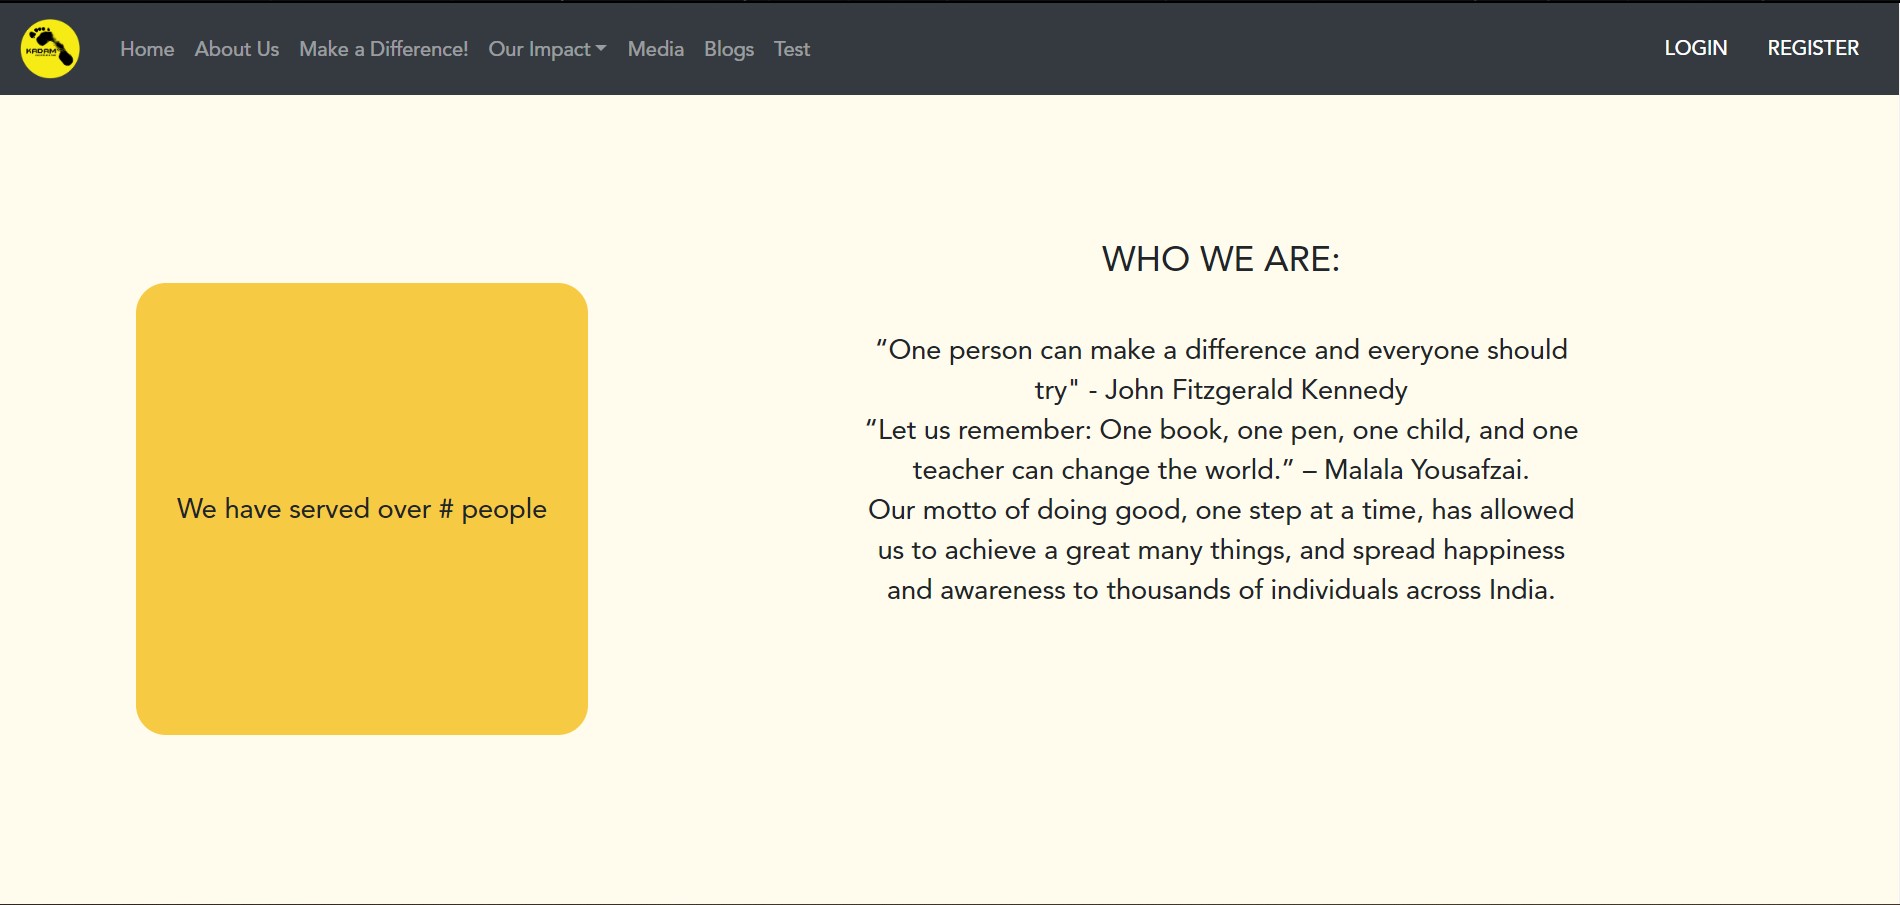 KADAM
Home About Us Make a Difference! Our Impact Media Blogs Test LOGIN REGISTER
WHO WE ARE:
“One person can make a difference and everyone should
try" - John Fitzgerald Kennedy
“Let us remember: One book, one pen, one child, and one
teacher can change the world.” – Malala Yousafzai.
Our motto of doing good, one step at a time, has allowed
us to achieve a great many things, and spread happiness
and awareness to thousands of individuals across India.
We have served over # people